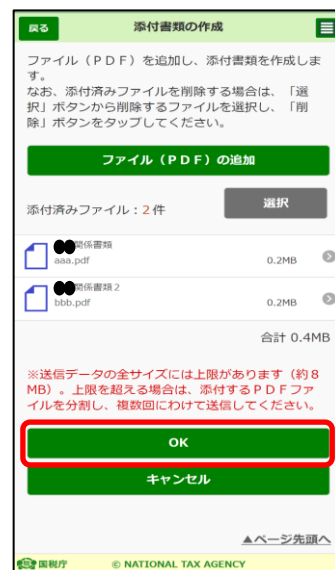 戻る
添付書類の作成
ファイル（PDF）を追加し、添付書類を作成しま
す。
なお、添付済みファイルを削除する場合は、「選
択」ボタンから削除するファイルを選択し、「削
除」ボタンをタップしてください。
ファイル（PDF）の追加
添付済みファイル：2件
選択
関係書類
aaa.pdf
0.2MB
関係書類２
bbb.pdf
0.2MB
合計 0.4MB
※送信データの全サイズには上限があります（約８
MB）。上限を超える場合は、添付するＰＤＦファ
イルを分割し、複数回にわけて送信してください。
OK
キャンセル
▲ページ先頭へ
国税庁
© NATIONAL TAX AGENCY